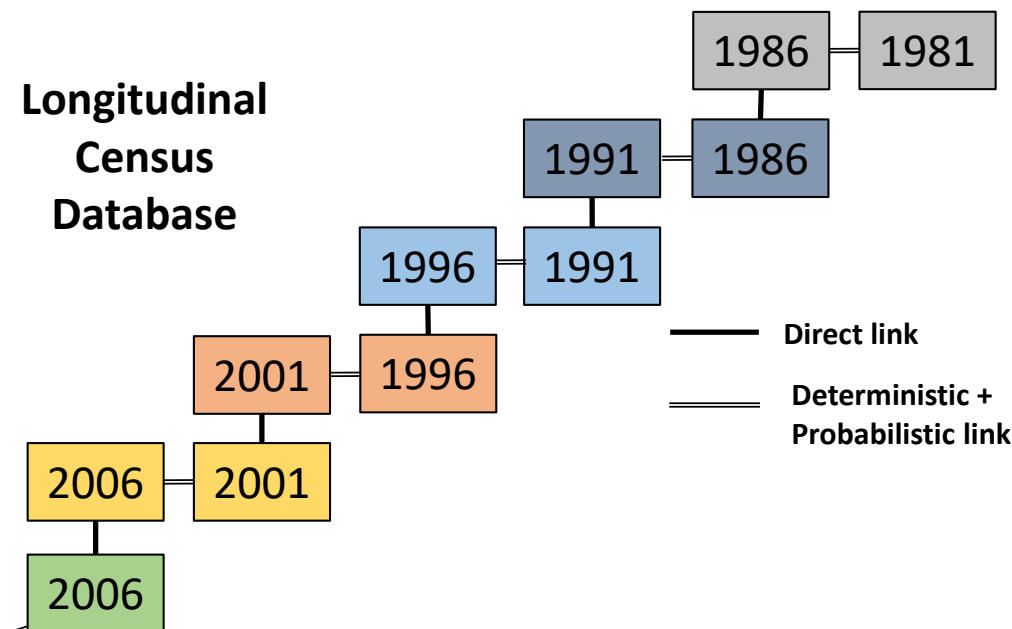 1986 1981
Longitudinal
Census
Database
1991 1986
1996 1991
Direct link
2001 1996
Deterministic +
Probabilistic link
2006 2001
2006